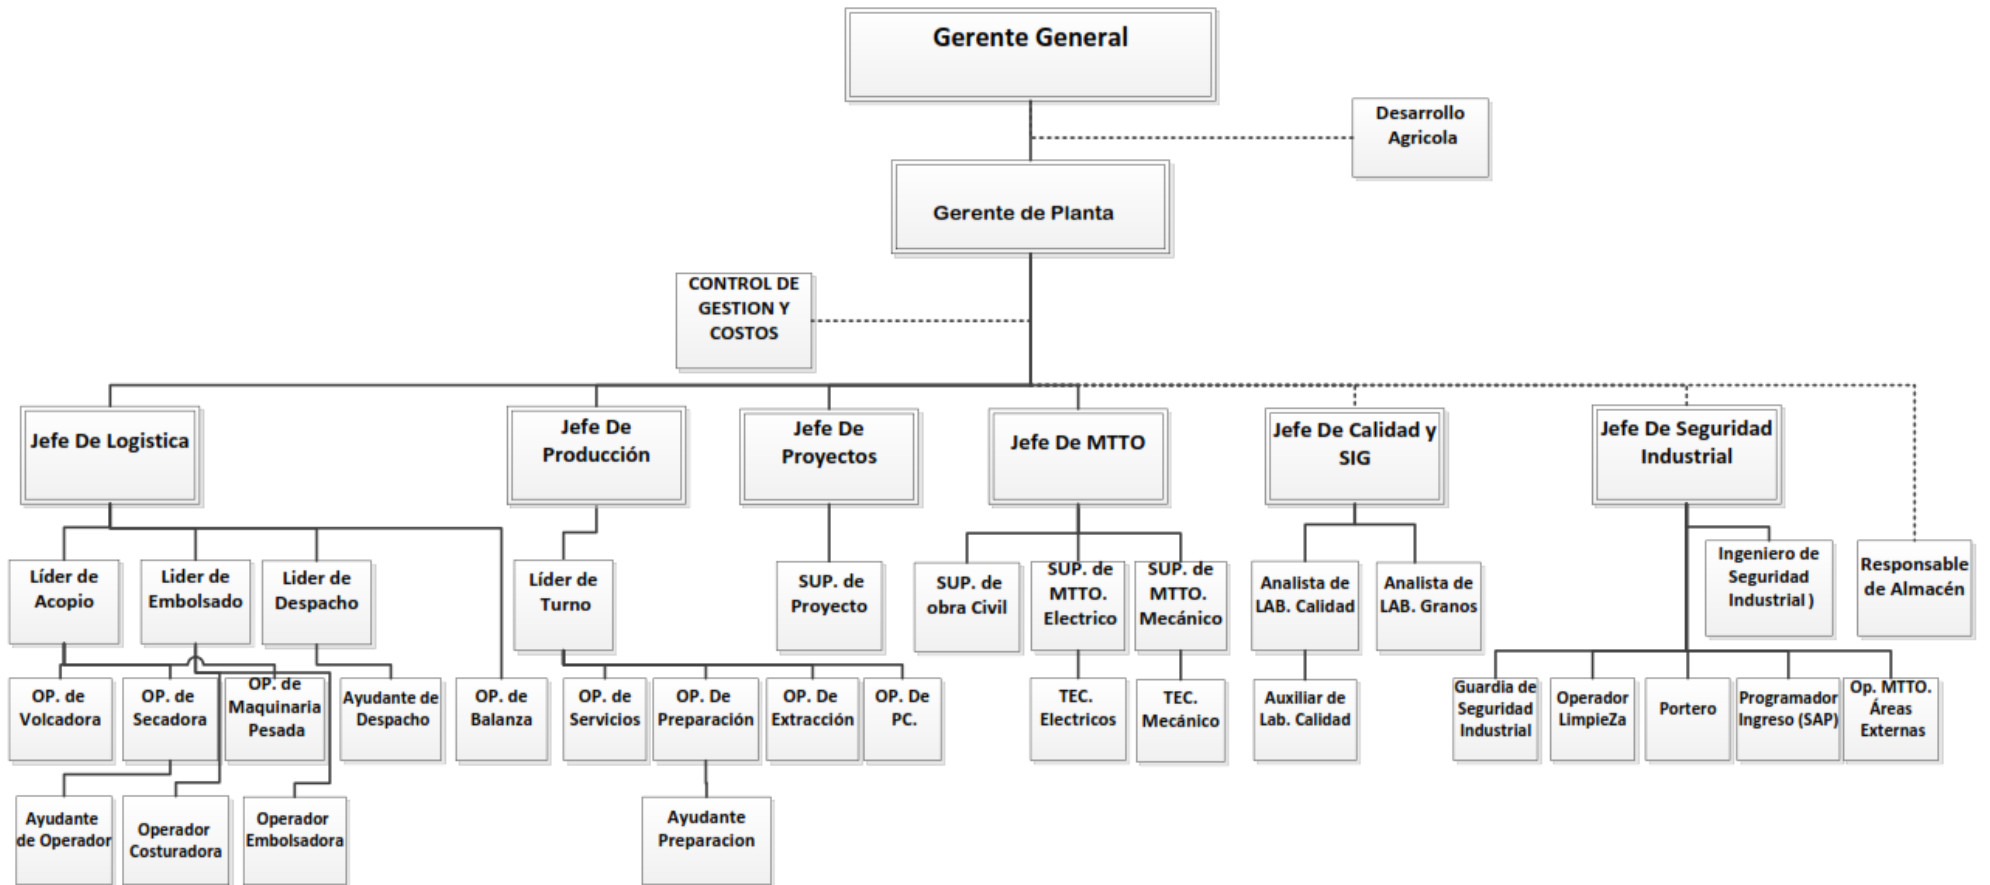 Gerente General
Desarrollo
Agricola
Gerente de Planta
CONTROL DE
GESTION Y
COSTOS
Jefe De Logistica
Jefe De
Producción
Jefe De
Proyectos
Jefe De MTTO
Jefe De Calidad y
SIG
Jefe De Seguridad
Industrial
Líder de
Acopio
Lider de
Embolsado
Lider de
Despacho
Líder de
Turno
SUP. de
Proyecto
SUP. de
obra Civil
SUP. de
MTTO.
Electrico
SUP. de
MTTO.
Mecánico
Analista de
LAB. Calidad
Analista de
LAB. Granos
Ingeniero de
Seguridad
Industrial )
Responsable
de Almacén
OP. de
Volcadora
OP. de
Secadora
OP. de
Maquinaria
Pesada
Ayudante de
Despacho
OP. de
Balanza
OP. de
Servicios
OP. De
Preparación
OP. De
Extracción
OP. De
PC.
TEC.
Electricos
TEC.
Mecánico
Auxiliar de
Lab. Calidad
Guardia de
Seguridad
Industrial
Operador
LimpieZa
Portero
Programador
Ingreso (SAP)
Op. MTTO.
Áreas
Externas
Ayudante
de Operador
Operador
Costuradora
Operador
Embolsadora
Ayudante
Preparacion